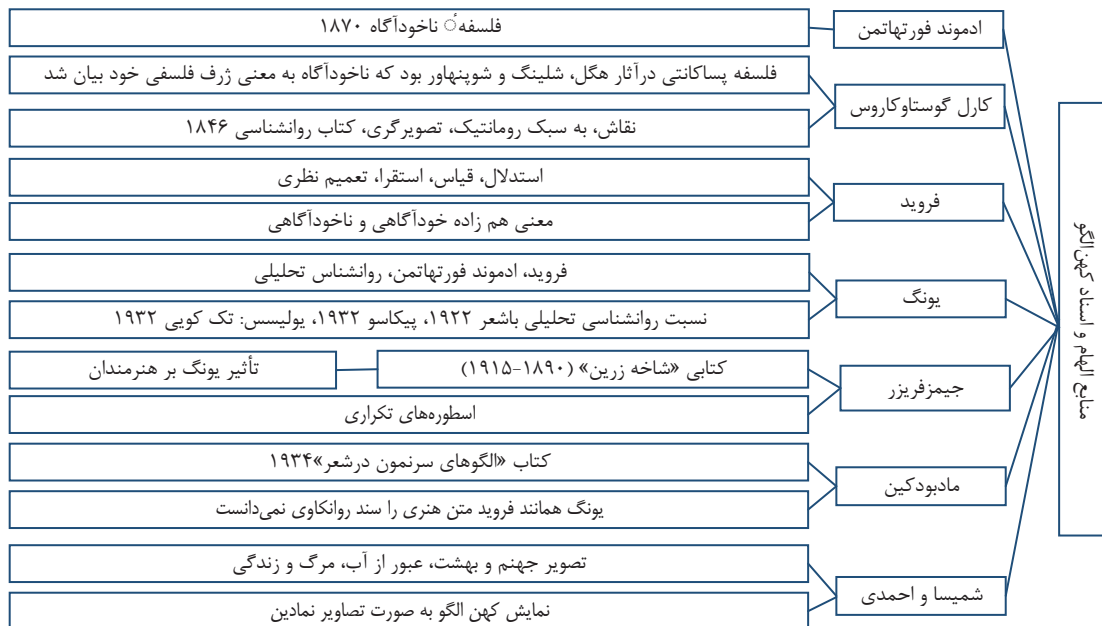 منابع الهام و اسناد کهن‌الگو
ادموند فورتهاتمن
فلسفهٔ ناخودآگاه ۱۸۷۰
کارل گوستاوکاروس
فلسفه پساکانتی درآثار هگل، شلینگ و شوپنهاور بود که ناخودآگاه به معنی ژرف فلسفی خود بیان شد
نقاش، به سبک رومانتیک، تصویرگری، کتاب روانشناسی ۱۸۴۶
فروید
استدلال، قیاس، استقرا، تعمیم نظری
معنی هم زاده خودآگاهی و ناخودآگاهی
یونگ
فروید، ادموند فورتهاتمن، روانشناس تحلیلی
نسبت روانشناسی تحلیلی باشعر ۱۹۲۲، پیکاسو ۱۹۳۲، یولیسس: تک کویی ۱۹۳۲
جیمزفریزر
کتابی «شاخه زرین» (۱۸۹۰-۱۹۱۵)
تأثیر یونگ بر هنرمندان
اسطوره‌های تکراری
مادبودکین
کتاب «الگوهای سرنمون درشعر»۱۹۳۴
یونگ همانند فروید متن هنری را سند روانکاوی نمی‌دانست
شمیسا و احمدی
تصویر جهنم و بهشت، عبور از آب، مرگ و زندگی
نمایش کهن الگو به صورت تصاویر نمادین